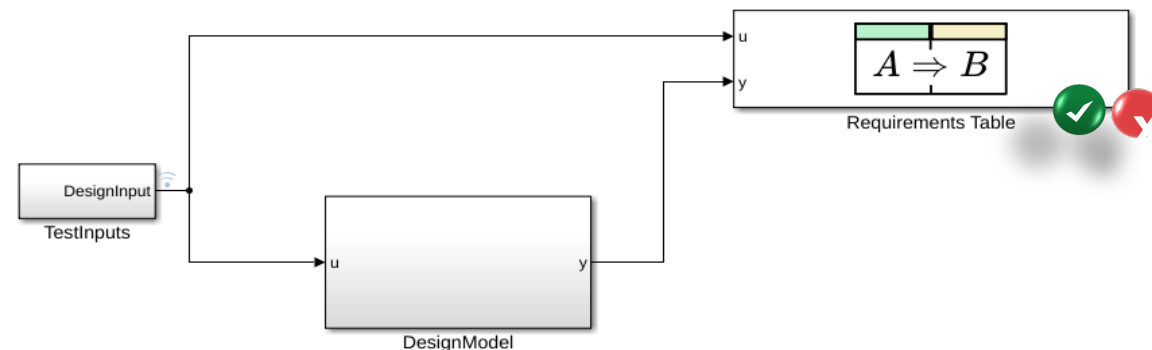 u
A ⇒ B
y
Requirements Table
DesignInput
TestInputs
u
y
DesignModel